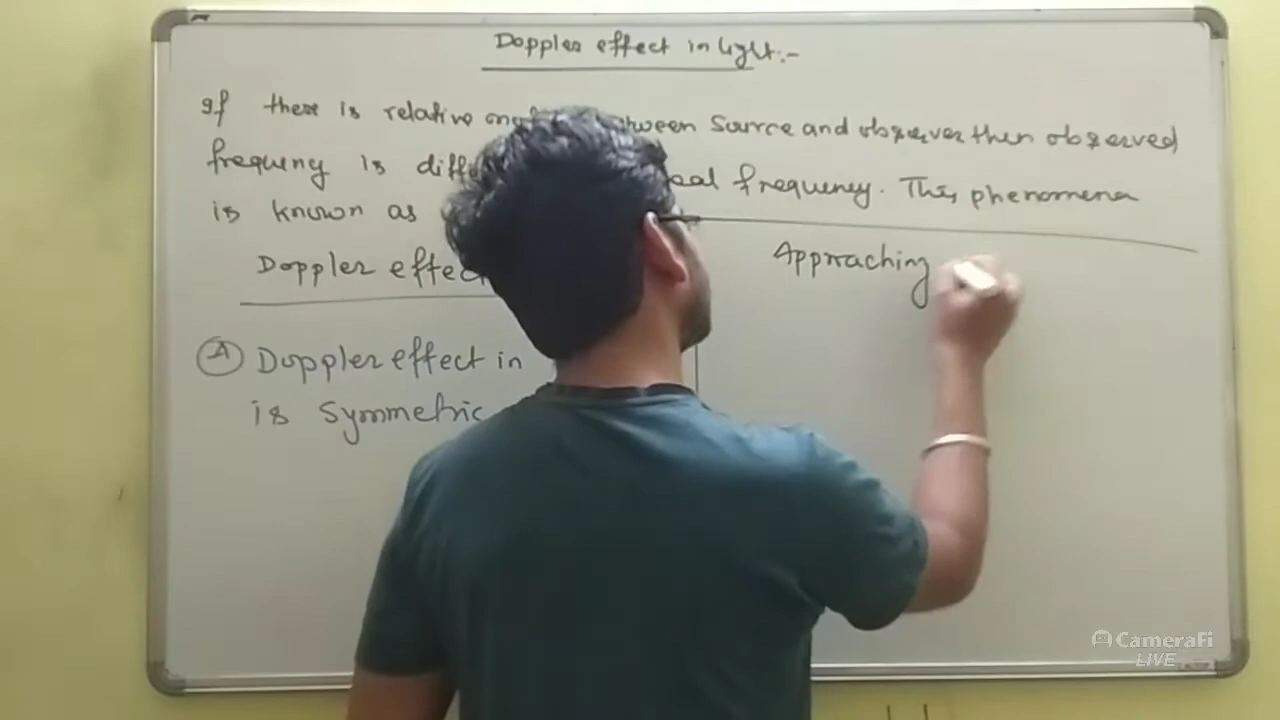 Doppler effect in light:-
If there is relative between Source and observer then observed
frequeny is frequency. This phenomena
is known as
Doppler effec
Approaching
(A) Doppler effect in
is Symmetric
CameraFi
LIVE